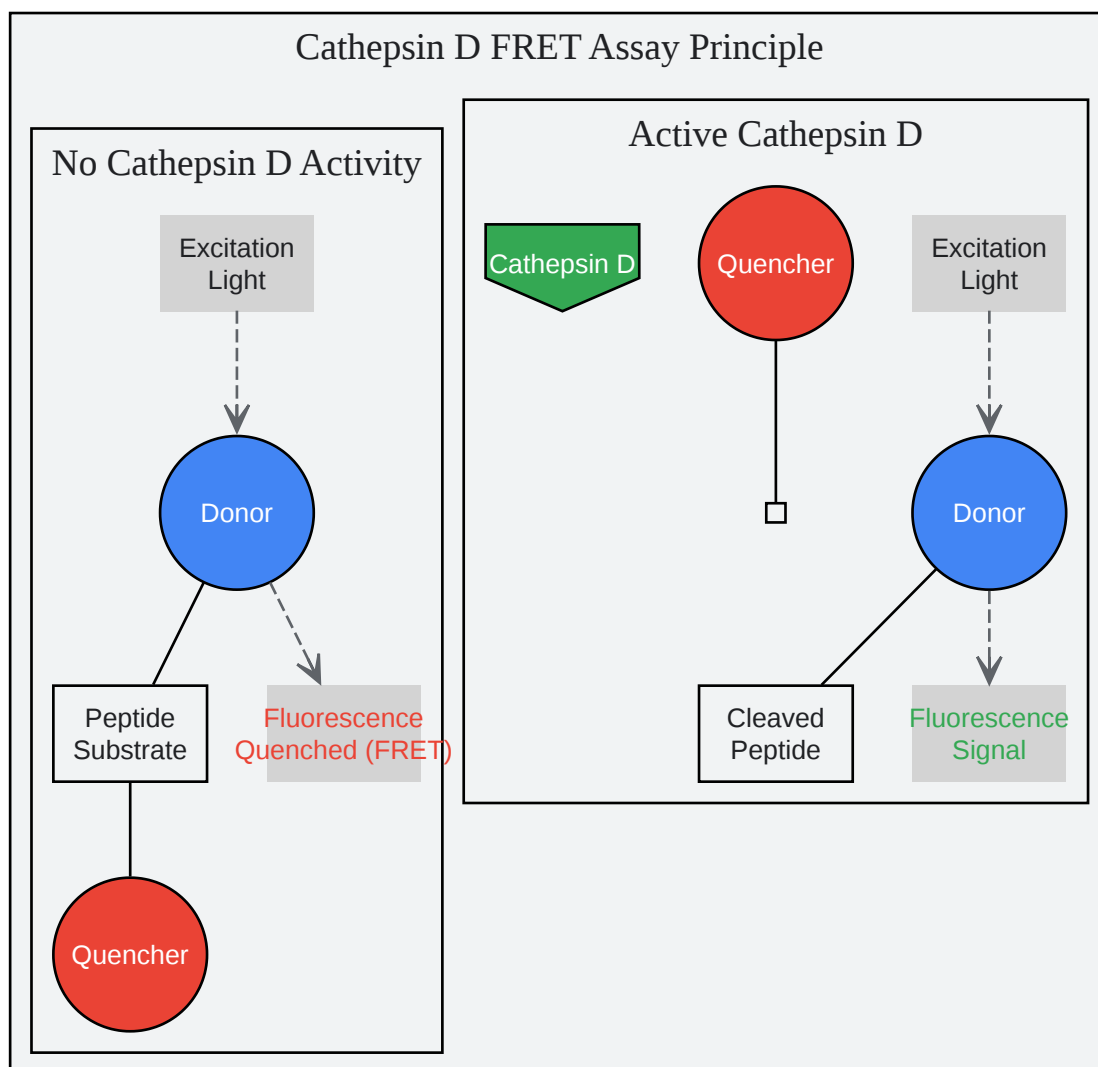 Cathepsin D FRET Assay Principle
No Cathepsin D Activity
Excitation
Light
Donor
Peptide
Substrate
Fluorescence
Quenched (FRET)
Quencher
Active Cathepsin D
Cathepsin D
Quencher
Excitation
Light
Donor
Cleaved
Peptide
Fluorescence
Signal